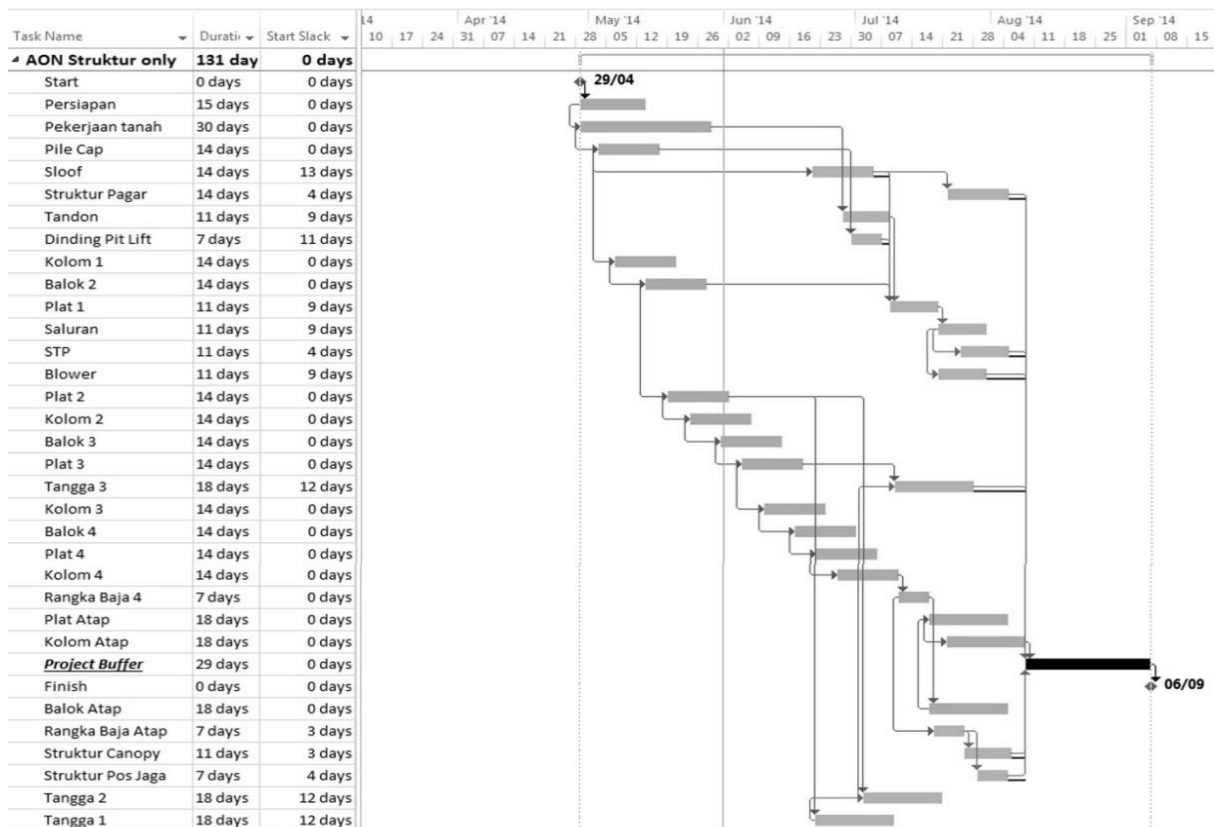 l4 Apr '14 May '14 Jun '14 Jul '14 Aug '14 Sep '14
Task Name Durati Start Slack 10 17 24 31 07 14 21 28 05 12 19 26 02 09 16 23 30 07 14 21 28 04 11 18 25 01 08 15
AON Struktur only 131 day 0 days
Start 0 days 0 days 29/04
Persiapan 15 days 0 days
Pekerjaan tanah 30 days 0 days
Pile Cap 14 days 0 days
Sloof 14 days 13 days
Struktur Pagar 14 days 4 days
Tandon 11 days 9 days
Dinding Pit Lift 7 days 11 days
Kolom 1 14 days 0 days
Balok 2 14 days 0 days
Plat 1 11 days 9 days
Saluran 11 days 9 days
STP 11 days 4 days
Blower 11 days 9 days
Plat 2 14 days 0 days
Kolom 2 14 days 0 days
Balok 3 14 days 0 days
Plat 3 14 days 0 days
Tangga 3 18 days 12 days
Kolom 3 14 days 0 days
Balok 4 14 days 0 days
Plat 4 14 days 0 days
Kolom 4 14 days 0 days
Rangka Baja 4 7 days 0 days
Plat Atap 18 days 0 days
Kolom Atap 18 days 0 days
Project Buffer 29 days 0 days
Finish 0 days 0 days 06/09
Balok Atap 18 days 0 days
Rangka Baja Atap 7 days 3 days
Struktur Canopy 11 days 3 days
Struktur Pos Jaga 7 days 4 days
Tangga 2 18 days 12 days
Tangga 1 18 days 12 days